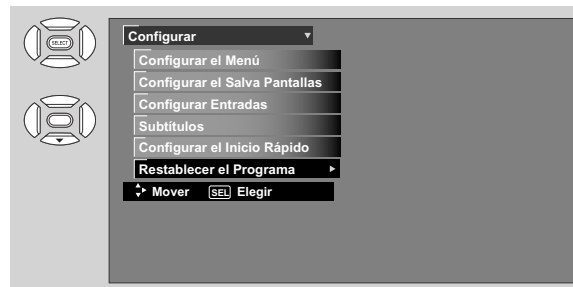 SELECT
Configurar
Configurar el Menú
Configurar el Salva Pantallas
Configurar Entradas
Subtítulos
Configurar el Inicio Rápido
Restablecer el Programa
Mover SEL Elegir